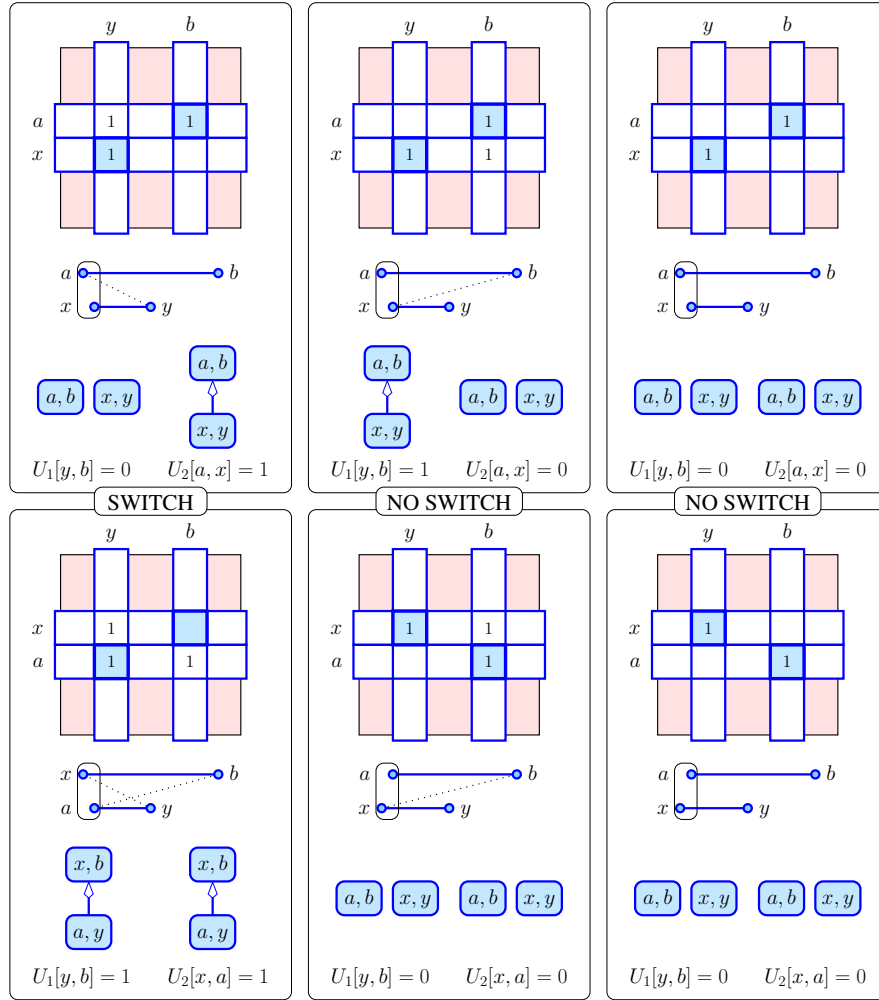 y b y b y b
a 1 1 a 1 a 1
x 1 x 1 1 x 1
a b a b a b
x y x y x y
a, b a, b
a, b x, y a, b x, y a, b x, y a, b x, y
x, y x, y
U₁[y, b] = 0 U₂[a, x] = 1 U₁[y, b] = 1 U₂[a, x] = 0 U₁[y, b] = 0 U₂[a, x] = 0
SWITCH NO SWITCH NO SWITCH
y b y b y b
x 1 x 1 1 x 1
a 1 1 a 1 a 1
x b a b a b
a y x y x y
x, b x, b
a, b x, y a, b x, y a, b x, y a, b x, y
a, y a, y
U₁[y, b] = 1 U₂[x, a] = 1 U₁[y, b] = 0 U₂[x, a] = 0 U₁[y, b] = 0 U₂[x, a] = 0